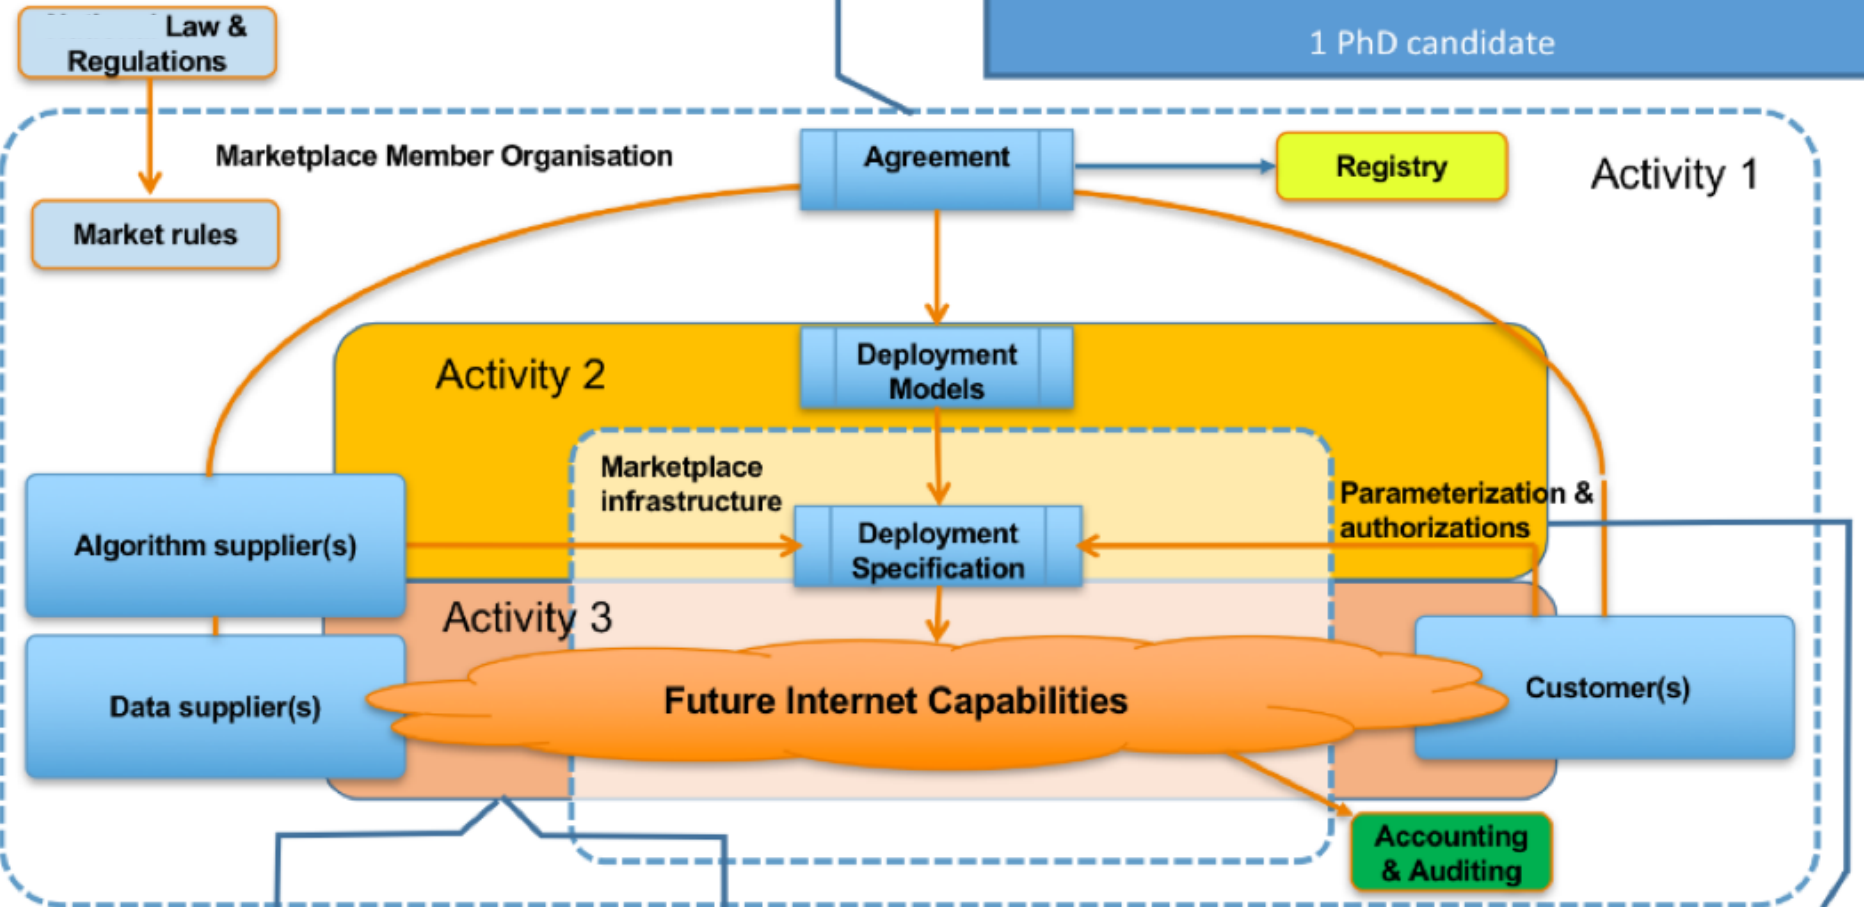 Law &
Regulations
1 PhD candidate
Marketplace Member Organisation
Agreement
Registry
Activity 1
Market rules
Activity 2
Deployment
Models
Marketplace
infrastructure
Parameterization &
authorizations
Algorithm supplier(s)
Deployment
Specification
Activity 3
Data supplier(s)
Future Internet Capabilities
Customer(s)
Accounting
& Auditing